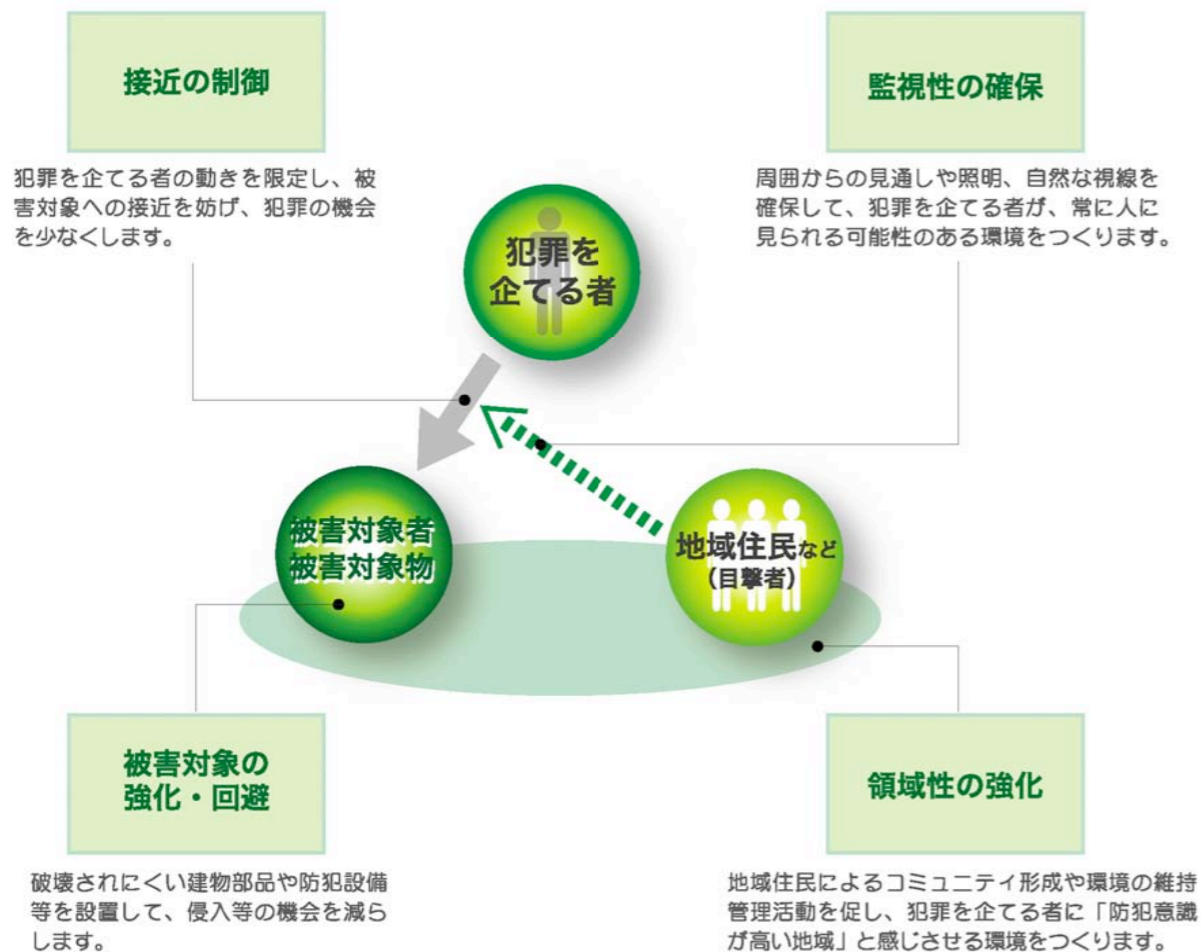 接近の制御
犯罪を企てる者の動きを限定し、被
害対象への接近を妨げ、犯罪の機会
を少なくします。
監視性の確保
周囲からの見通しや照明、自然な視線を
確保して、犯罪を企てる者が、常に人に
見られる可能性のある環境をつくります。
犯罪を
企てる者
被害対象者
被害対象物
地域住民など
（目撃者）
被害対象の
強化・回避
破壊されにくい建物部品や防犯設備
等を設置して、侵入等の機会を減ら
します。
領域性の強化
地域住民によるコミュニティ形成や環境の維持
管理活動を促し、犯罪を企てる者に「防犯意識
が高い地域」と感じさせる環境をつくります。